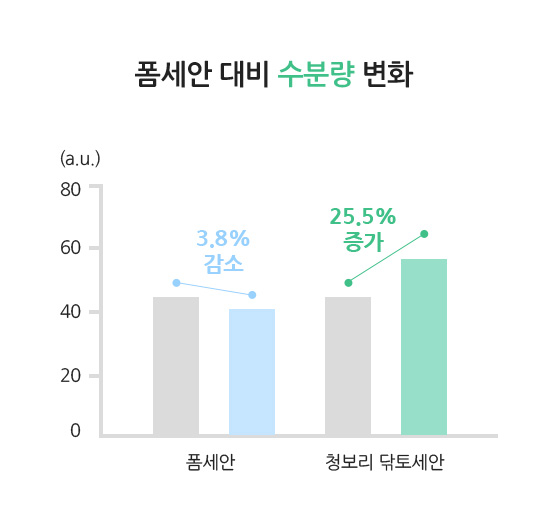 폼세안 대비 수분량 변화
(a.u.)
80
60
40
20
0
3.8%
감소
25.5%
증가
폼세안
청보리 닦토세안